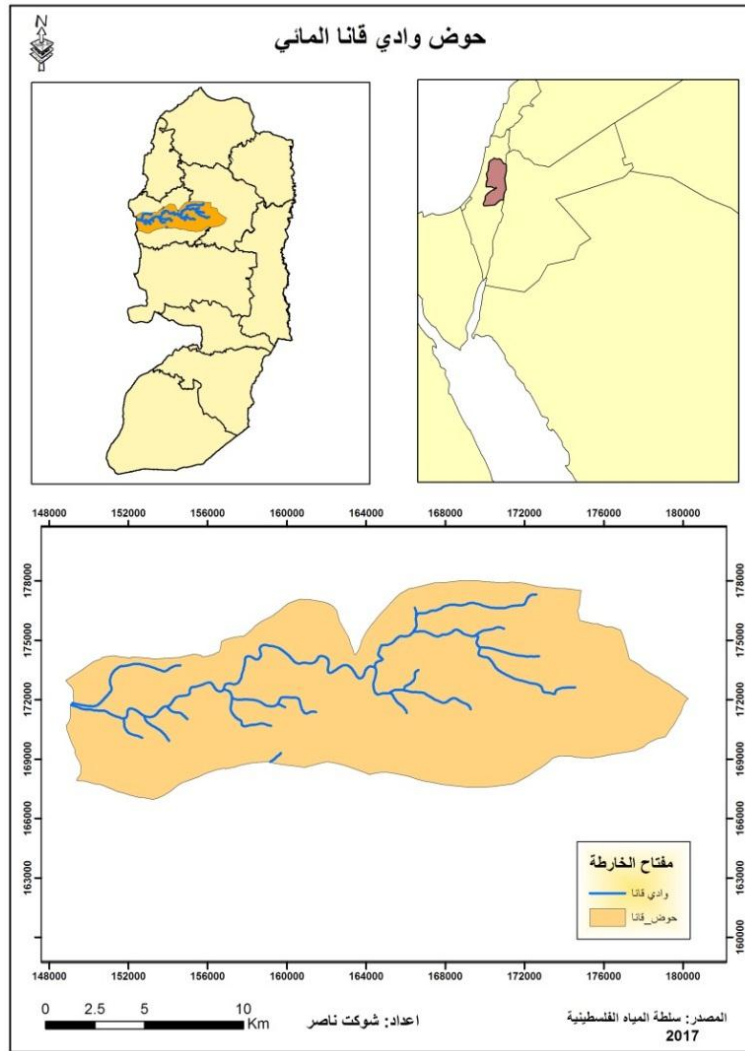 N
حوض وادي قانا المائي
148000 152000 156000 160000 164000 168000 172000 176000 180000
178000 178000
175000 175000
172000 172000
169000 169000
166000 166000
163000 163000
160000 160000
مفتاح الخارطة
وادي قانا
حوض_قانا
148000 152000 156000 160000 164000 168000 172000 176000 180000
0 2.5 5 10
Km
اعداد: شوكت ناصر
المصدر: سلطة المياه الفلسطينية
2017